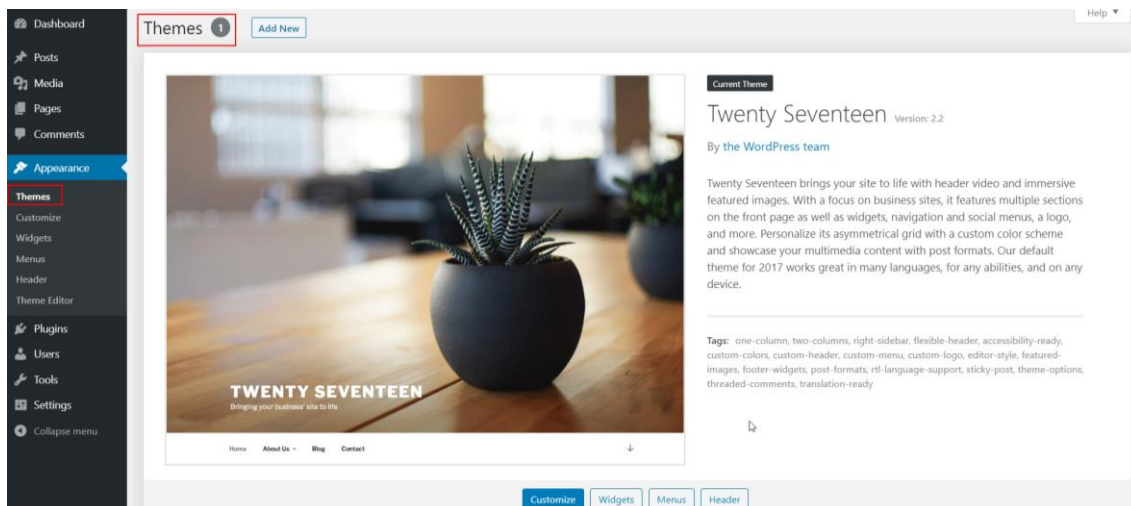 Dashboard
Posts
Media
Pages
Comments
Appearance
Themes
Customize
Widgets
Menus
Header
Theme Editor
Plugins
Users
Tools
Settings
Collapse menu
Themes 1 Add New
Help
TWENTY SEVENTEEN
Bringing your business' site to life
Home About Us Blog Contact
Current Theme
Twenty Seventeen Version: 2.2
By the WordPress team
Twenty Seventeen brings your site to life with header video and immersive
featured images. With a focus on business sites, it features multiple sections
on the front page as well as widgets, navigation and social menus, a logo,
and more. Personalize its asymmetrical grid with a custom color scheme
and showcase your multimedia content with post formats. Our default
theme for 2017 works great in many languages, for any abilities, and on any
device.
Tags: one-column, two-columns, right-sidebar, flexible-header, accessibility-ready,
custom-colors, custom-header, custom-menu, custom-logo, editor-style, featured-
images, footer-widgets, post-formats, rtl-language-support, sticky-post, theme-options,
threaded-comments, translation-ready
Customize Widgets Menus Header